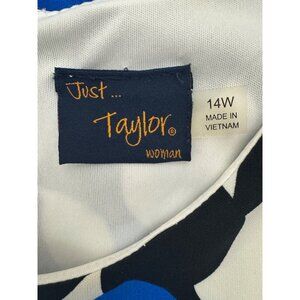 Just ...
Taylor®
woman
14W
MADE IN
VIETNAM